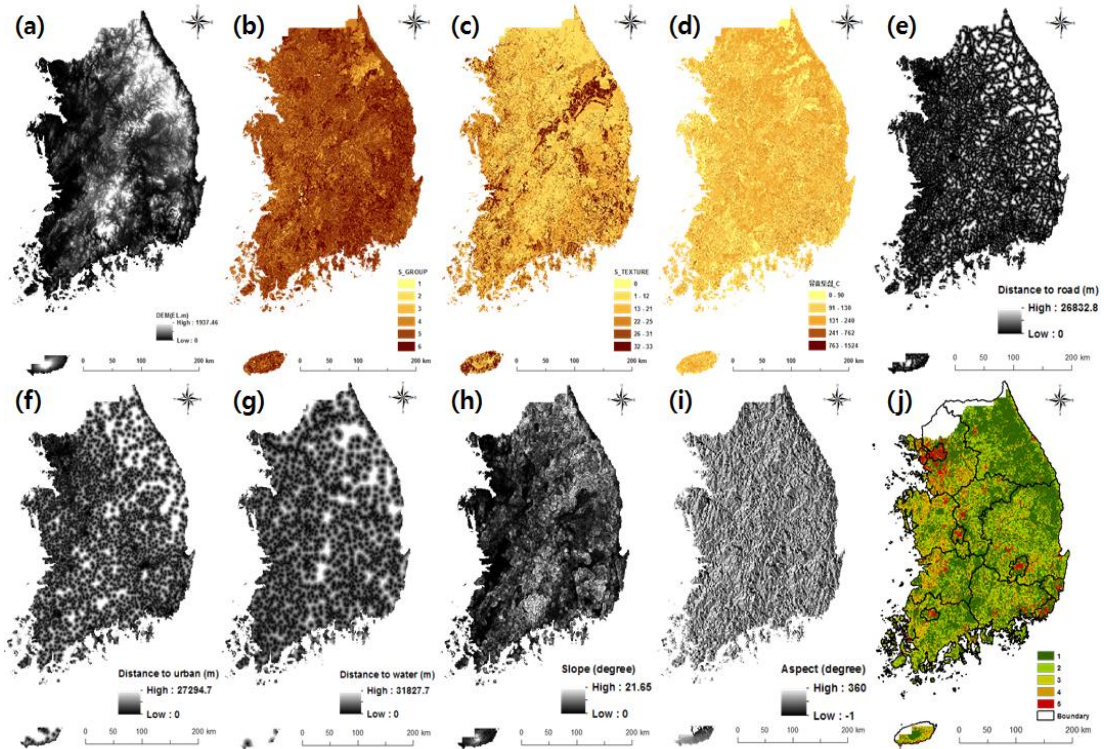 (a)
DEM(EL.m)
High : 1937.46
Low : 0
0 50 100 200 km
(b)
S_GROUP
1
2
3
4
5
6
0 50 100 200 km
(c)
S_TEXTURE
0
1 - 12
13 - 21
22 - 25
26 - 31
32 - 33
0 50 100 200 km
(d)
유효토심_C
0 - 90
91 - 130
131 - 240
241 - 762
763 - 1524
0 50 100 200 km
(e)
Distance to road (m)
High : 26832.8
Low : 0
0 50 100 200 km
(f)
Distance to urban (m)
High : 27294.7
Low : 0
0 50 100 200 km
(g)
Distance to water (m)
High : 31827.7
Low : 0
0 50 100 200 km
(h)
Slope (degree)
High : 21.65
Low : 0
0 50 100 200 km
(i)
Aspect (degree)
High : 360
Low : -1
0 50 100 200 km
(j)
1
2
3
4
5
Boundary
0 50 100 200 km